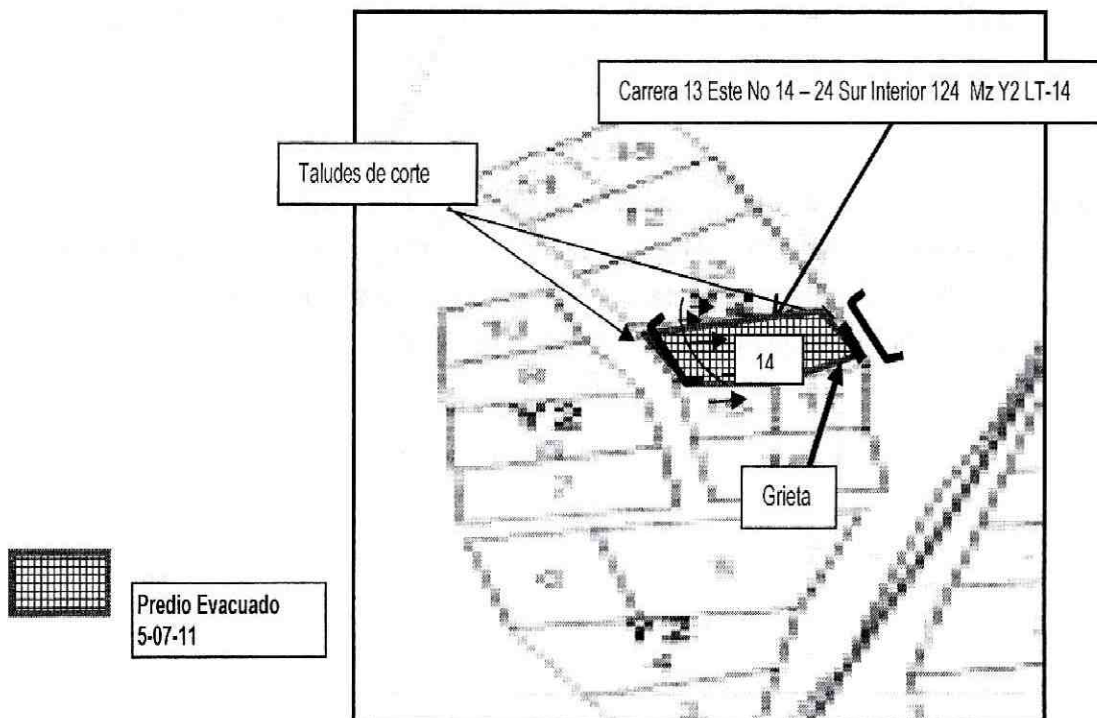 Carrera 13 Este No 14 – 24 Sur Interior 124 Mz Y2 LT-14
Taludes de corte
14
Grieta
Predio Evacuado
5-07-11